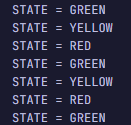 STATE = GREEN
STATE = YELLOW
STATE = RED
STATE = GREEN
STATE = YELLOW
STATE = RED
STATE = GREEN